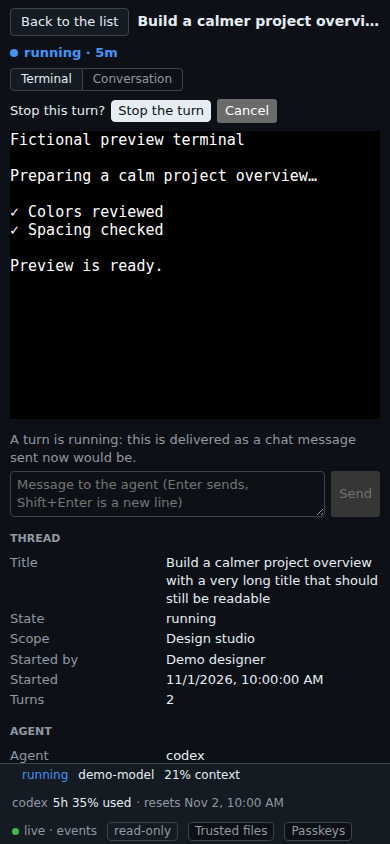 Back to the list Build a calmer project overvi…
running · 5m
Terminal Conversation
Stop this turn? Stop the turn Cancel
Fictional preview terminal
Preparing a calm project overview…
✓ Colors reviewed
✓ Spacing checked
Preview is ready.
A turn is running: this is delivered as a chat message
sent now would be.
Message to the agent (Enter sends,
Shift+Enter is a new line)
Send
THREAD
Title Build a calmer project overview
with a very long title that should
still be readable
State running
Scope Design studio
Started by Demo designer
Started 11/1/2026, 10:00:00 AM
Turns 2
AGENT
Agent codex
running demo-model 21% context
codex 5h 35% used · resets Nov 2, 10:00 AM
live · events read-only Trusted files Passkeys